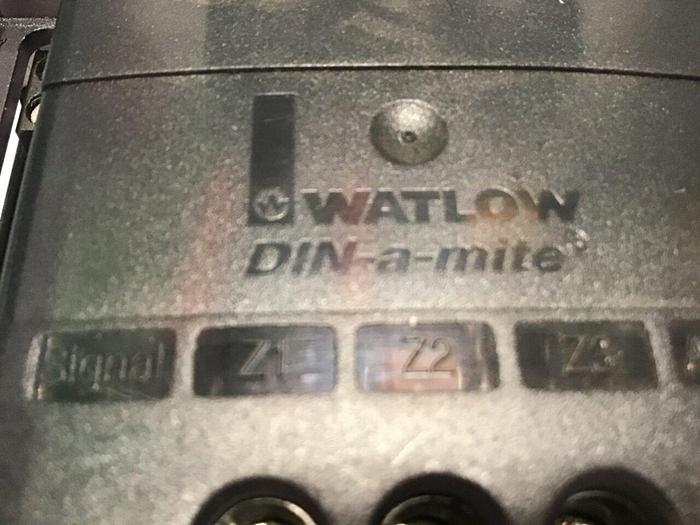 WATLOW
DIN-a-mite®
Signal Z1 Z2 Z3